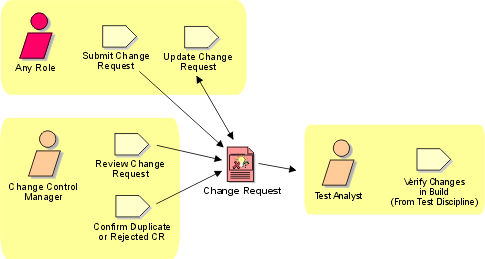 Any Role
Submit Change
Request
Update Change
Request
Review Change
Request
Change Control
Manager
Confirm Duplicate
or Rejected CR
Change Request
Test Analyst
Verify Changes
in Build
(From Test Discipline)